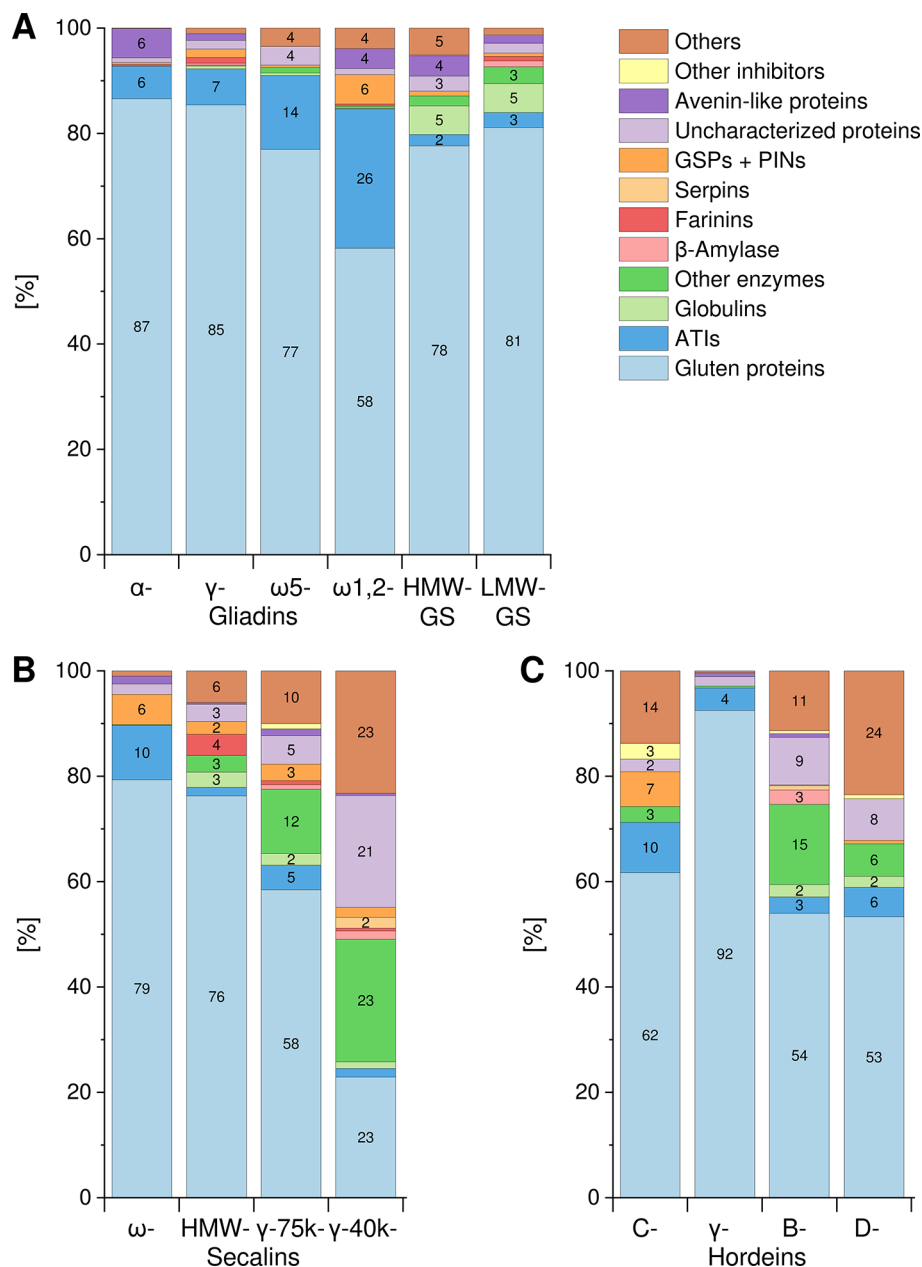 A
100
80
60
40
20
0
[%]
6
6
87
7
85
4
4
14
77
4
4
6
26
58
5
4
3
5
2
78
3
5
3
81
α-
γ-
ω5-
ω1,2-
HMW-
LMW-
Gliadins
GS
GS
Others
Other inhibitors
Avenin-like proteins
Uncharacterized proteins
GSPs + PINs
Serpins
Farinins
β-Amylase
Other enzymes
Globulins
ATIs
Gluten proteins
B
100
80
60
40
20
0
[%]
6
10
79
6
3
2
4
3
3
76
10
5
3
12
2
5
58
23
21
2
23
23
ω-
HMW-
γ-75k-
γ-40k-
Secalins
C
100
80
60
40
20
0
[%]
14
3
2
7
3
10
62
4
92
11
9
3
15
2
3
54
24
8
6
2
6
53
C-
γ-
B-
D-
Hordeins